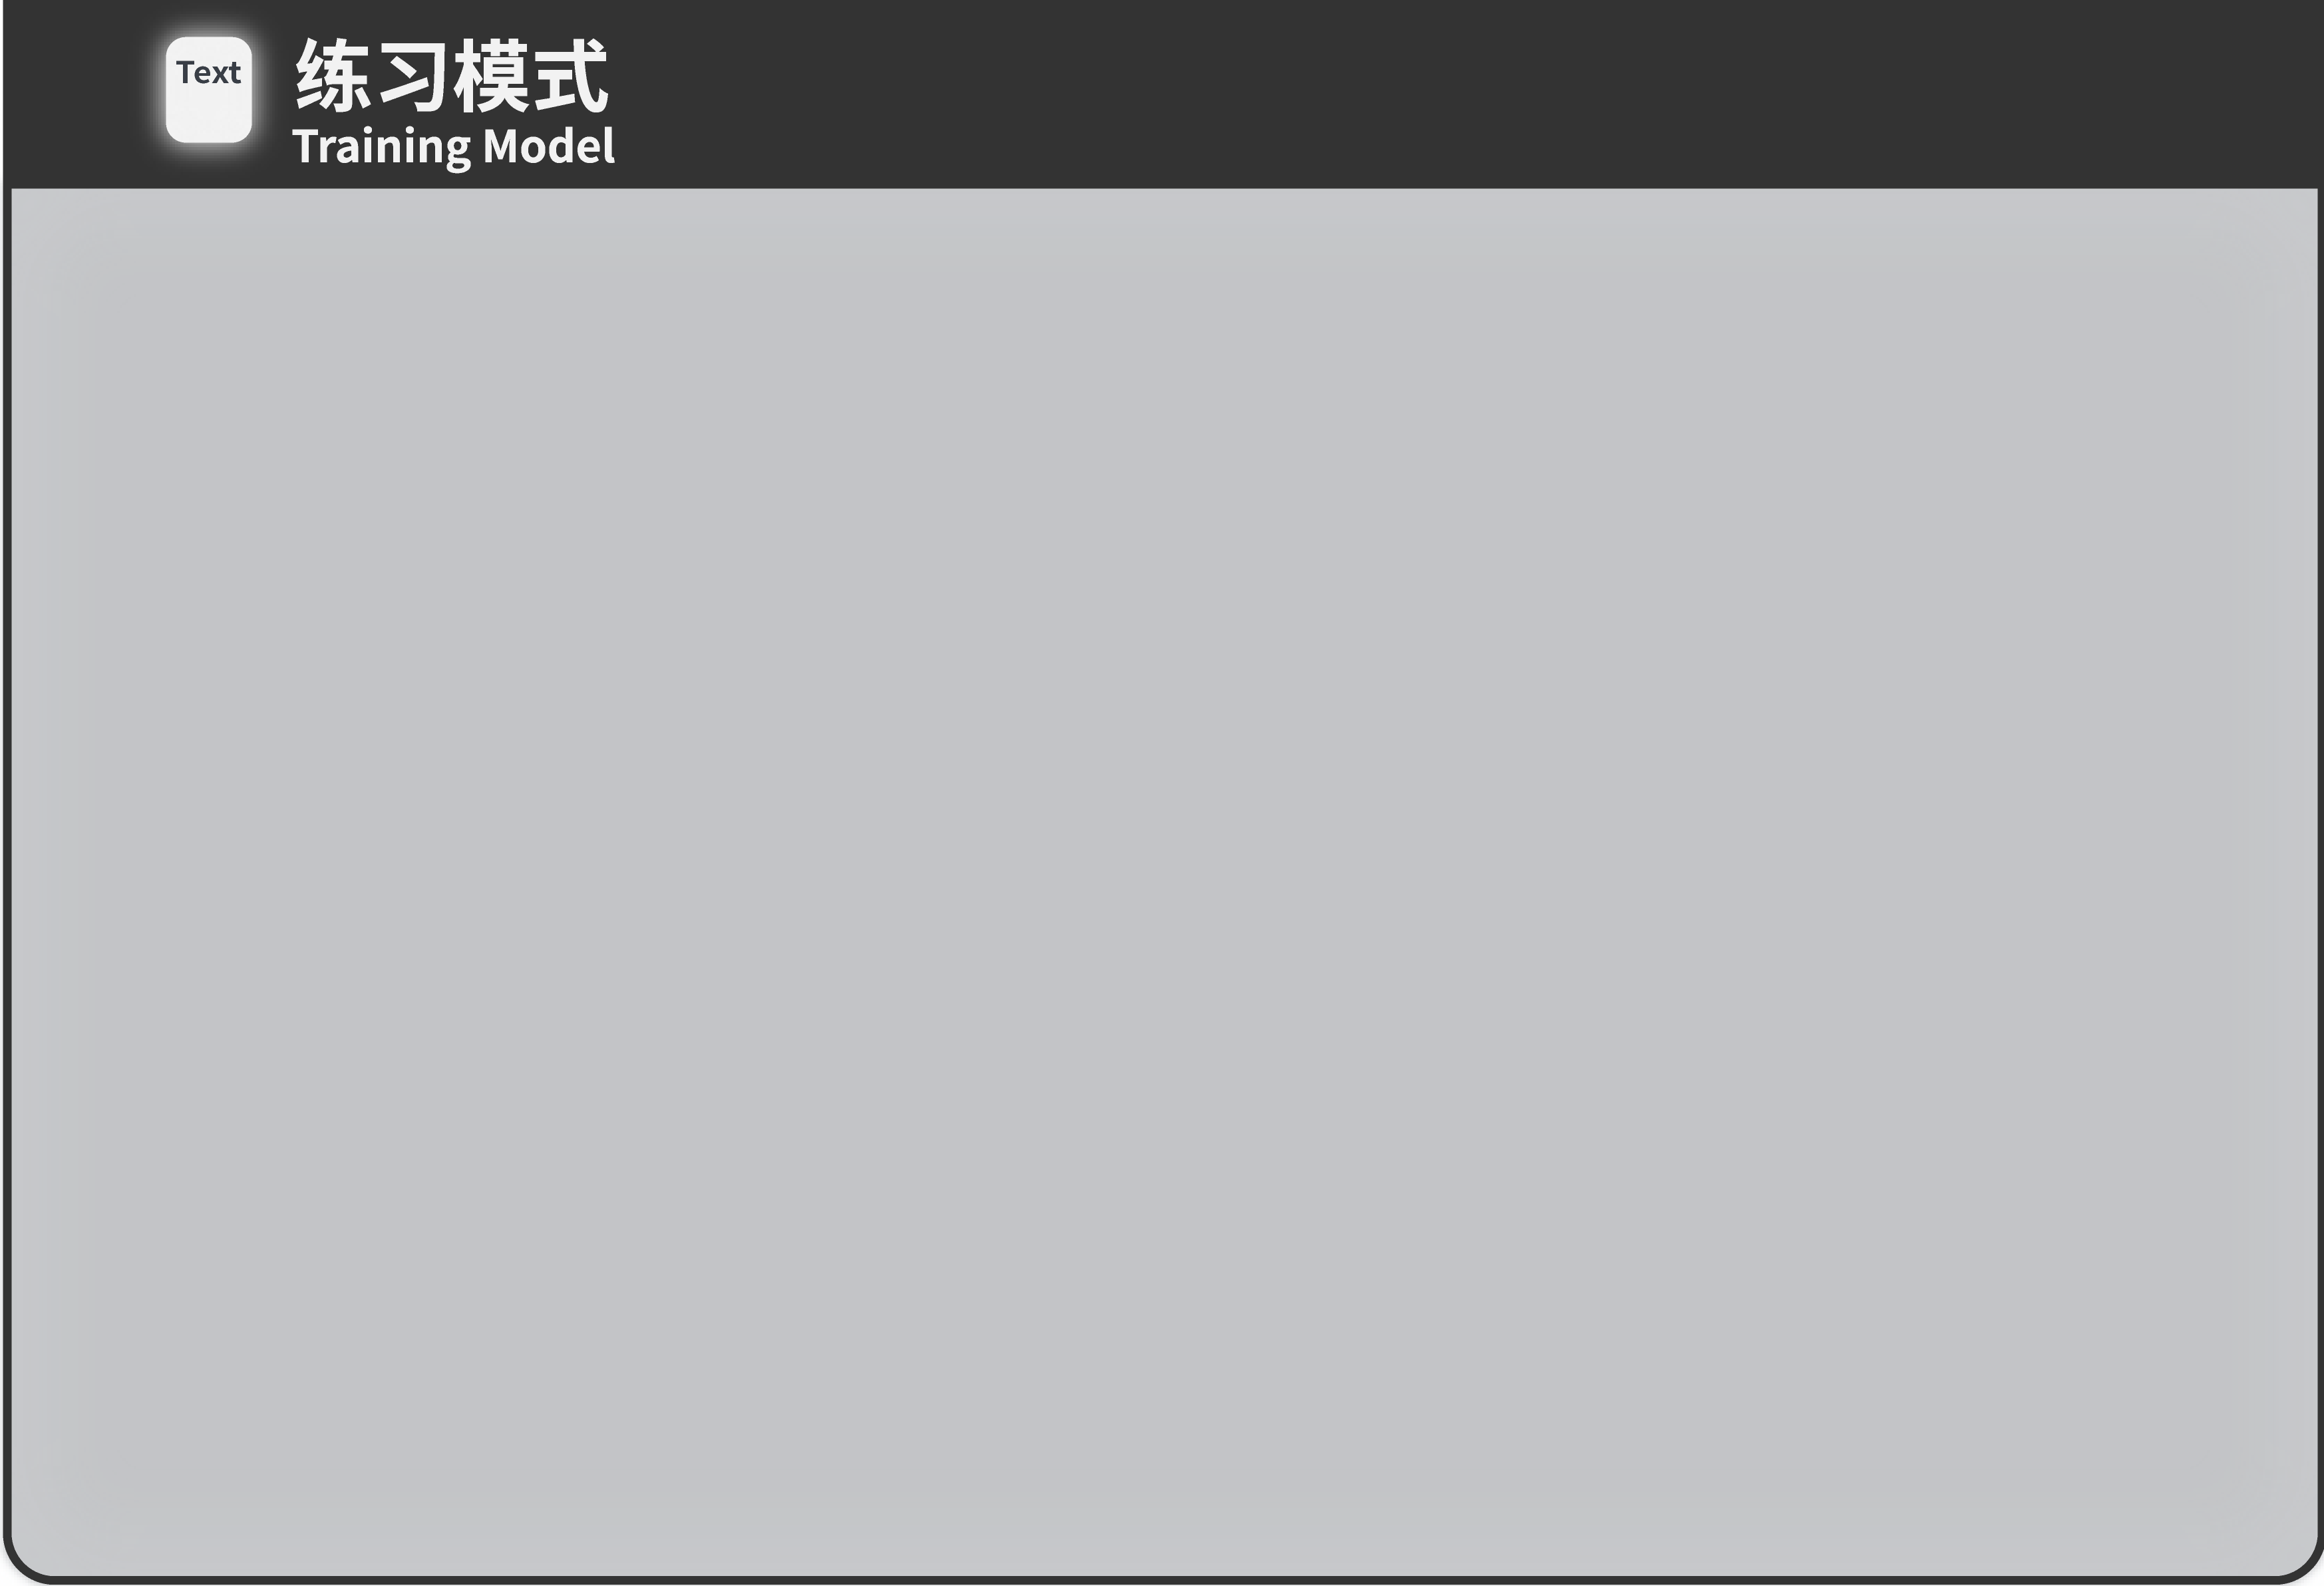 Text
练习模式
Training Model